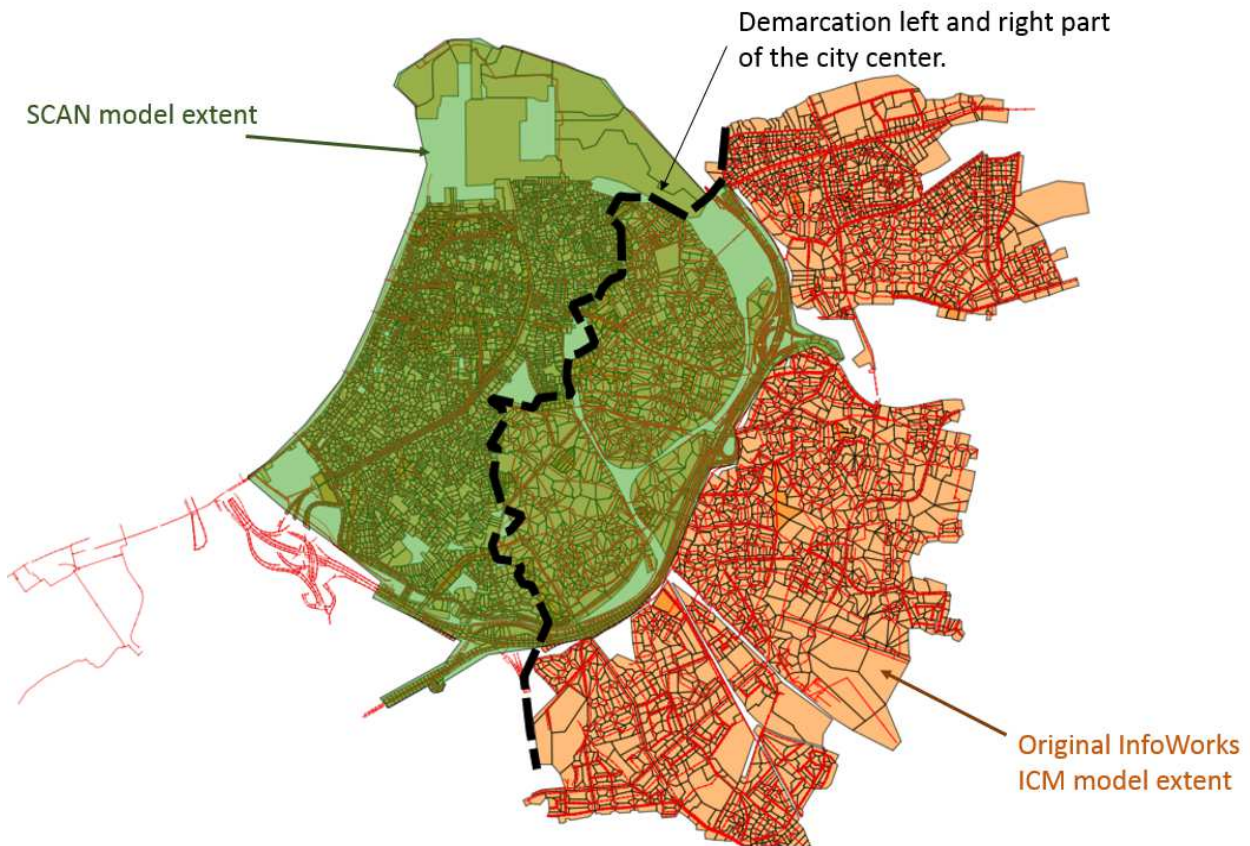 Demarcation left and right part
of the city center.
SCAN model extent
Original InfoWorks
ICM model extent